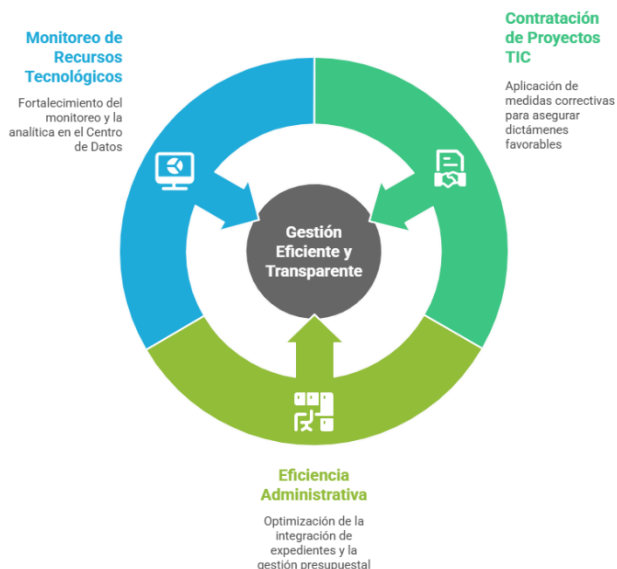 Monitoreo de
Recursos
Tecnológicos
Fortalecimiento del
monitoreo y la
analítica en el Centro
de Datos
Contratación
de Proyectos
TIC
Aplicación de
medidas correctivas
para asegurar
dictámenes
favorables
Gestión
Eficiente y
Transparente
Eficiencia
Administrativa
Optimización de la
integración de
expedientes y la
gestión presupuestal